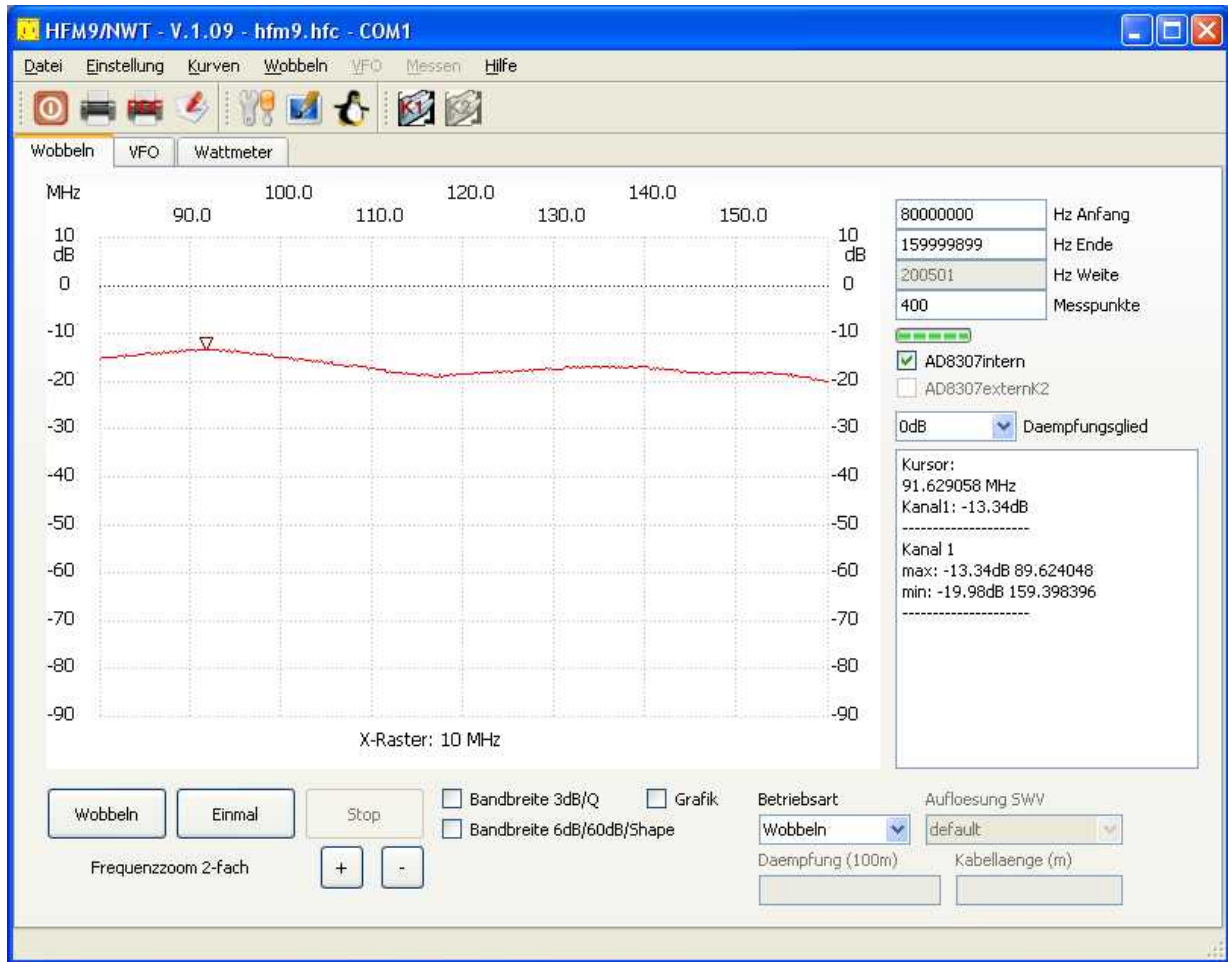 HFM9/NWT - V.1.09 - hfm9.hfc - COM1
Datei Einstellung Kurven Wobbeln VFO Messen Hilfe
PDF K1 K2
Wobbeln VFO Wattmeter
MHz 100.0 120.0 140.0
90.0 110.0 130.0 150.0
10 10
dB dB
0 0
-10 -10
-20 -20
-30 -30
-40 -40
-50 -50
-60 -60
-70 -70
-80 -80
-90 -90
X-Raster: 10 MHz
80000000 Hz Anfang
159999899 Hz Ende
200501 Hz Weite
400 Messpunkte
AD8307intern
AD8307externK2
0dB Daempfungsglied
Kursor:
91.629058 MHz
Kanal1: -13.34dB
---------------------
Kanal 1
max: -13.34dB 89.624048
min: -19.98dB 159.398396
---------------------
Wobbeln Einmal Stop
Frequenzzoom 2-fach + -
Bandbreite 3dB/Q Grafik
Bandbreite 6dB/60dB/Shape
Betriebsart Aufloesung SWV
Wobbeln default
Daempfung (100m) Kabellaenge (m)